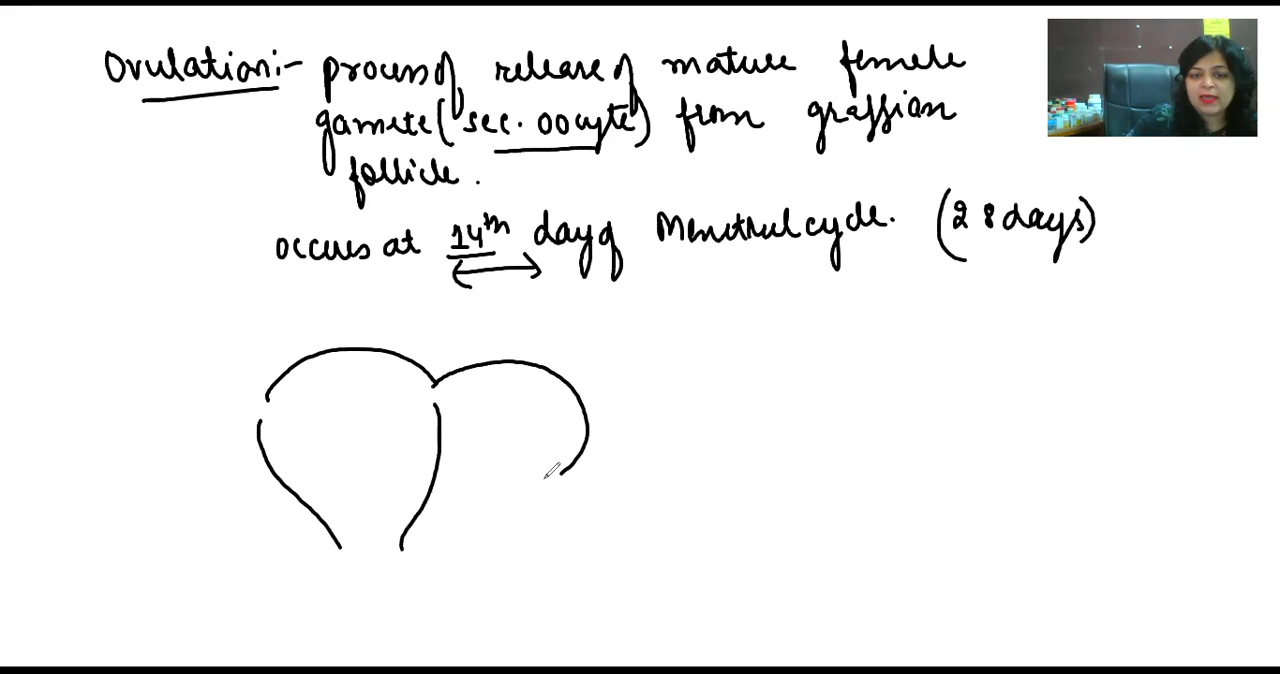 Ovulation:- process of release of mature female
gamete (sec. oocyte) from graffian
follicle.
occurs at 14th day of Menstrual cycle. (28 days)